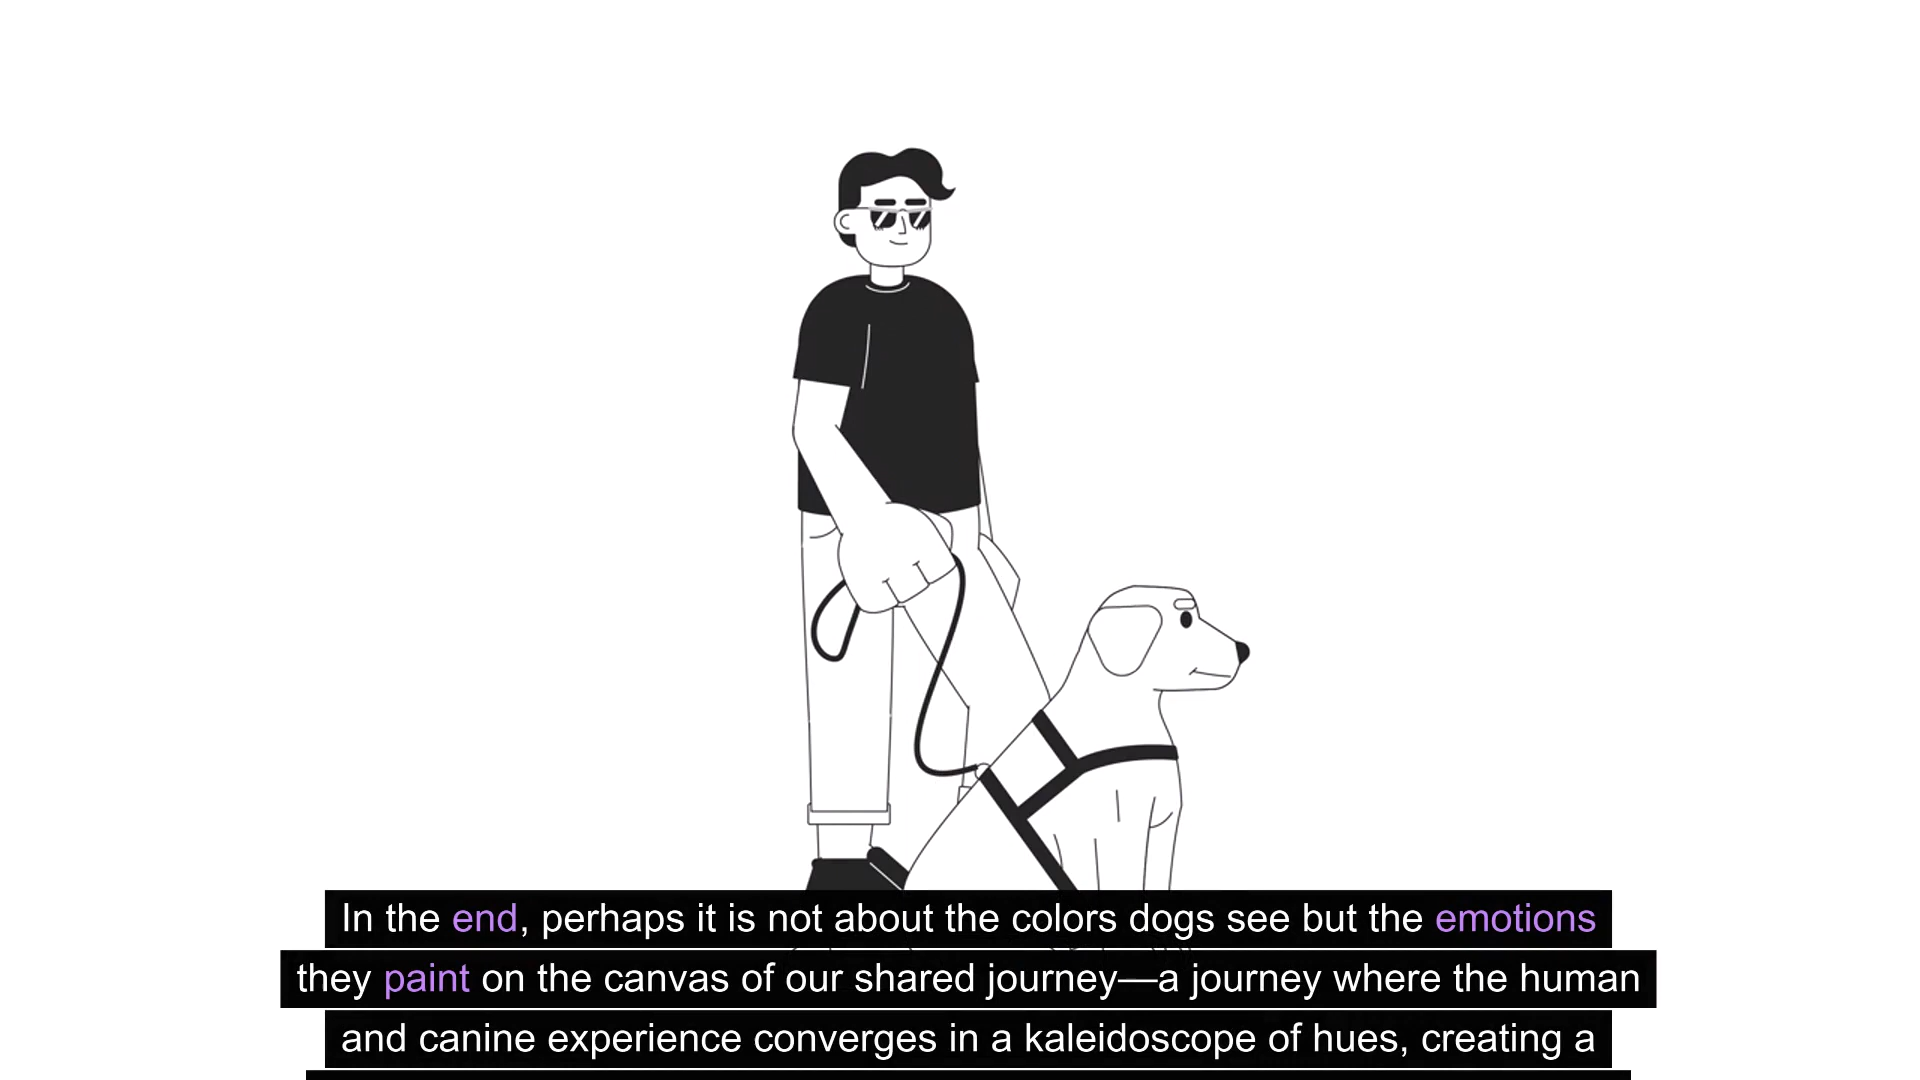 In the end, perhaps it is not about the colors dogs see but the emotions
they paint on the canvas of our shared journey—a journey where the human
and canine experience converges in a kaleidoscope of hues, creating a